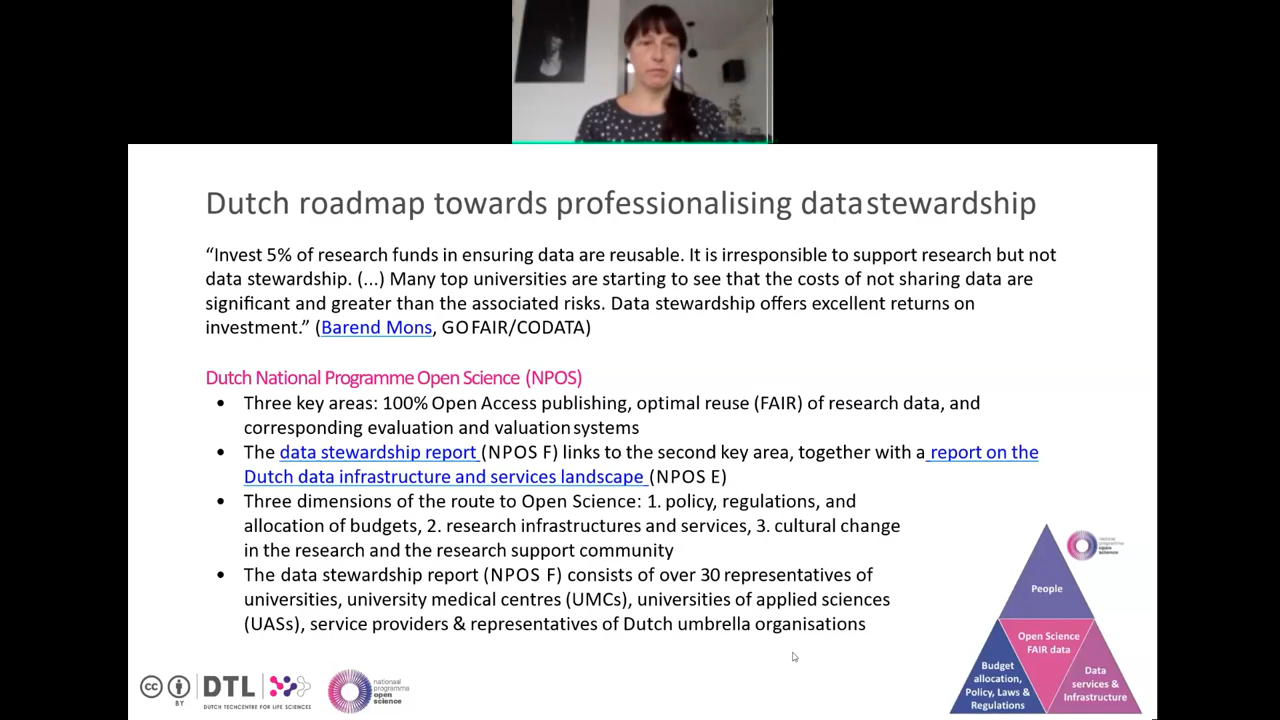 Dutch roadmap towards professionalising data stewardship
“Invest 5% of research funds in ensuring data are reusable. It is irresponsible to support research but not
data stewardship. (...) Many top universities are starting to see that the costs of not sharing data are
significant and greater than the associated risks. Data stewardship offers excellent returns on
investment.” (Barend Mons, GO FAIR/CODATA)
Dutch National Programme Open Science (NPOS)
• Three key areas: 100% Open Access publishing, optimal reuse (FAIR) of research data, and
corresponding evaluation and valuation systems
• The data stewardship report (NPOS F) links to the second key area, together with a report on the
Dutch data infrastructure and services landscape (NPOS E)
• Three dimensions of the route to Open Science: 1. policy, regulations, and
allocation of budgets, 2. research infrastructures and services, 3. cultural change
in the research and the research support community
• The data stewardship report (NPOS F) consists of over 30 representatives of
universities, university medical centres (UMCs), universities of applied sciences
(UASs), service providers & representatives of Dutch umbrella organisations
national
programme
open
science
People
Open Science
FAIR data
Budget
allocation,
Policy, Laws &
Regulations
Data
services &
Infrastructure
cc
BY
DTL
DUTCH TECHCENTRE FOR LIFE SCIENCES
nationaal
programma
open
science